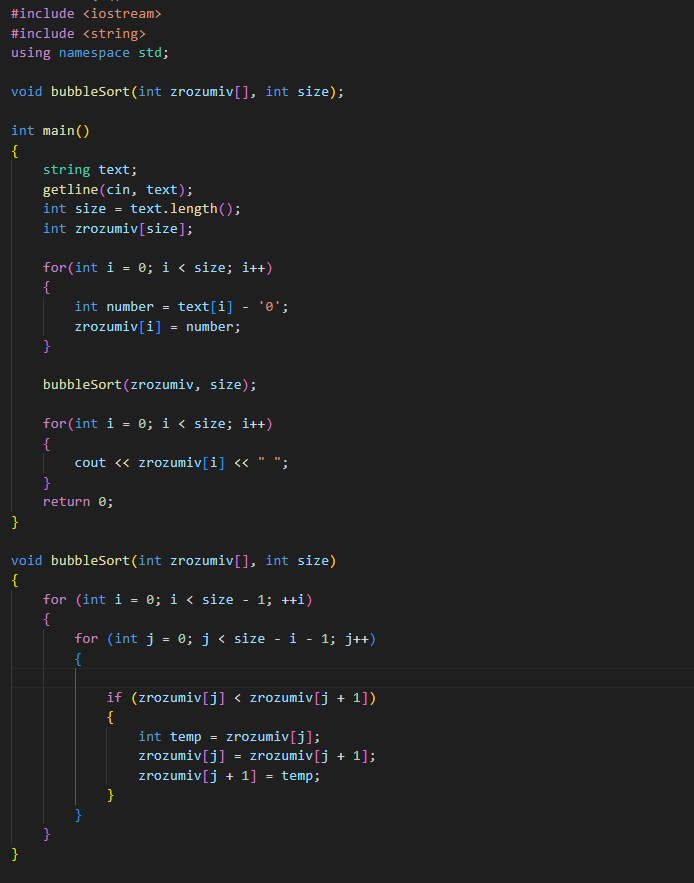 #include <iostream>
#include <string>
using namespace std;

void bubbleSort(int zrozumiv[], int size);

int main()
{
    string text;
    getline(cin, text);
    int size = text.length();
    int zrozumiv[size];

    for(int i = 0; i < size; i++)
    {
        int number = text[i] - '0';
        zrozumiv[i] = number;
    }

    bubbleSort(zrozumiv, size);

    for(int i = 0; i < size; i++)
    {
        cout << zrozumiv[i] << " ";
    }
    return 0;
}

void bubbleSort(int zrozumiv[], int size)
{
    for (int i = 0; i < size - 1; ++i)
    {
        for (int j = 0; j < size - i - 1; j++)
        {

            if (zrozumiv[j] < zrozumiv[j + 1])
            {
                int temp = zrozumiv[j];
                zrozumiv[j] = zrozumiv[j + 1];
                zrozumiv[j + 1] = temp;
            }
        }
    }
}